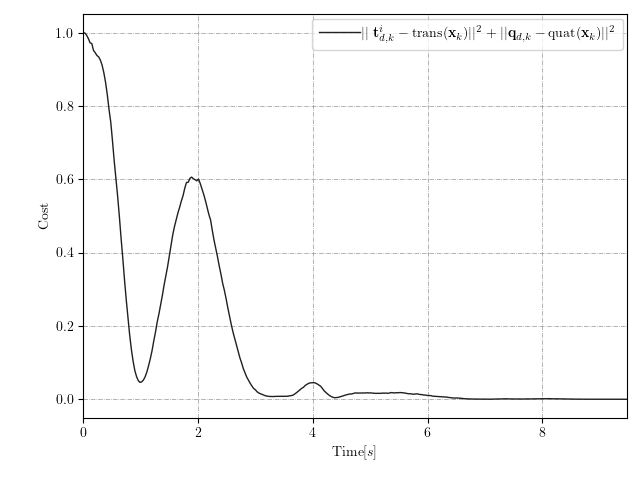 || t^i_{d,k} − trans(x_k)||² + ||q_{d,k} − quat(x_k)||²
1.0
0.8
0.6
0.4
0.2
0.0
Cost
0 2 4 6 8
Time[s]